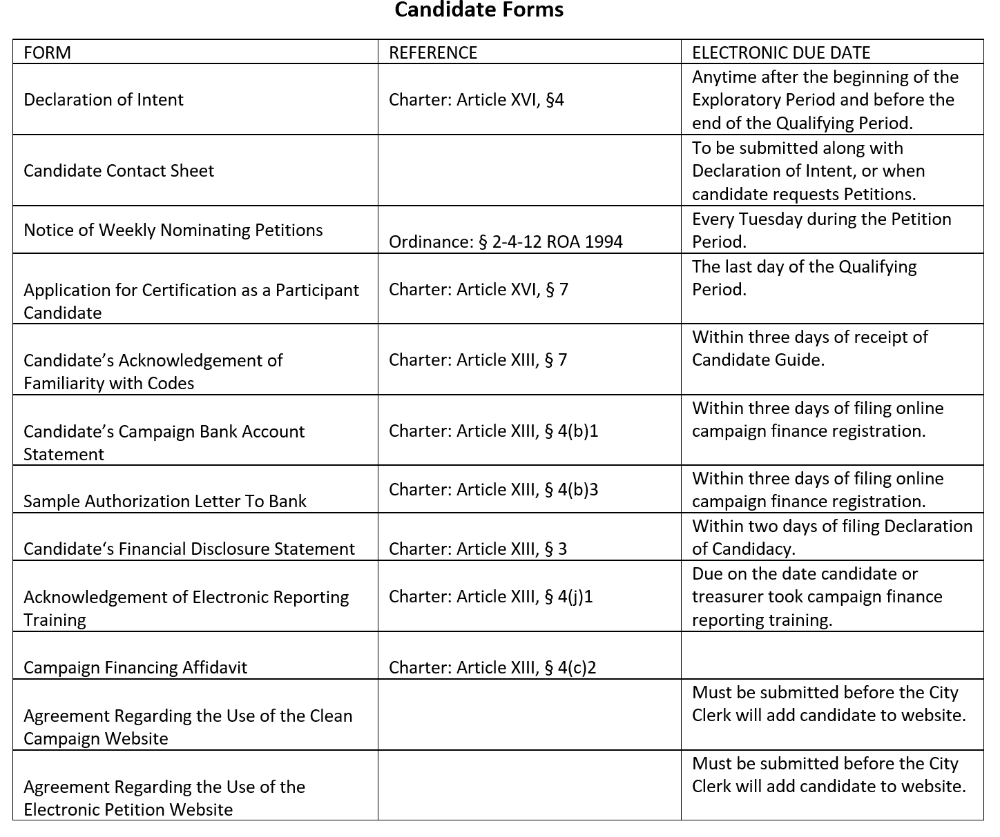 Candidate Forms
FORM
REFERENCE
ELECTRONIC DUE DATE
Declaration of Intent
Charter: Article XVI, §4
Anytime after the beginning of the
Exploratory Period and before the
end of the Qualifying Period.
Candidate Contact Sheet
To be submitted along with
Declaration of Intent, or when
candidate requests Petitions.
Notice of Weekly Nominating Petitions
Ordinance: § 2-4-12 ROA 1994
Every Tuesday during the Petition
Period.
Application for Certification as a Participant
Candidate
Charter: Article XVI, § 7
The last day of the Qualifying
Period.
Candidate’s Acknowledgement of
Familiarity with Codes
Charter: Article XIII, § 7
Within three days of receipt of
Candidate Guide.
Candidate’s Campaign Bank Account
Statement
Charter: Article XIII, § 4(b)1
Within three days of filing online
campaign finance registration.
Sample Authorization Letter To Bank
Charter: Article XIII, § 4(b)3
Within three days of filing online
campaign finance registration.
Candidate‘s Financial Disclosure Statement
Charter: Article XIII, § 3
Within two days of filing Declaration
of Candidacy.
Acknowledgement of Electronic Reporting
Training
Charter: Article XIII, § 4(j)1
Due on the date candidate or
treasurer took campaign finance
reporting training.
Campaign Financing Affidavit
Charter: Article XIII, § 4(c)2
Agreement Regarding the Use of the Clean
Campaign Website
Must be submitted before the City
Clerk will add candidate to website.
Agreement Regarding the Use of the
Electronic Petition Website
Must be submitted before the City
Clerk will add candidate to website.